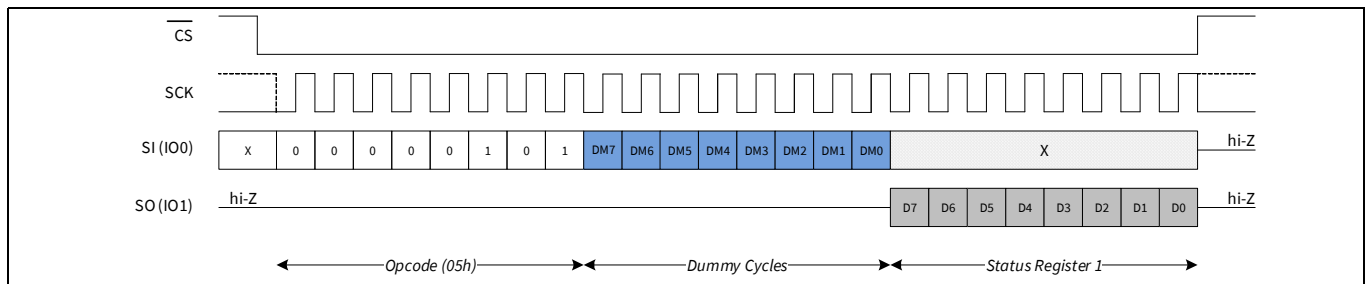 CS
SCK
SI (IO0) X 0 0 0 0 0 1 0 1 DM7 DM6 DM5 DM4 DM3 DM2 DM1 DM0 X hi-Z
SO (IO1) hi-Z D7 D6 D5 D4 D3 D2 D1 D0 hi-Z
Opcode (05h) Dummy Cycles Status Register 1